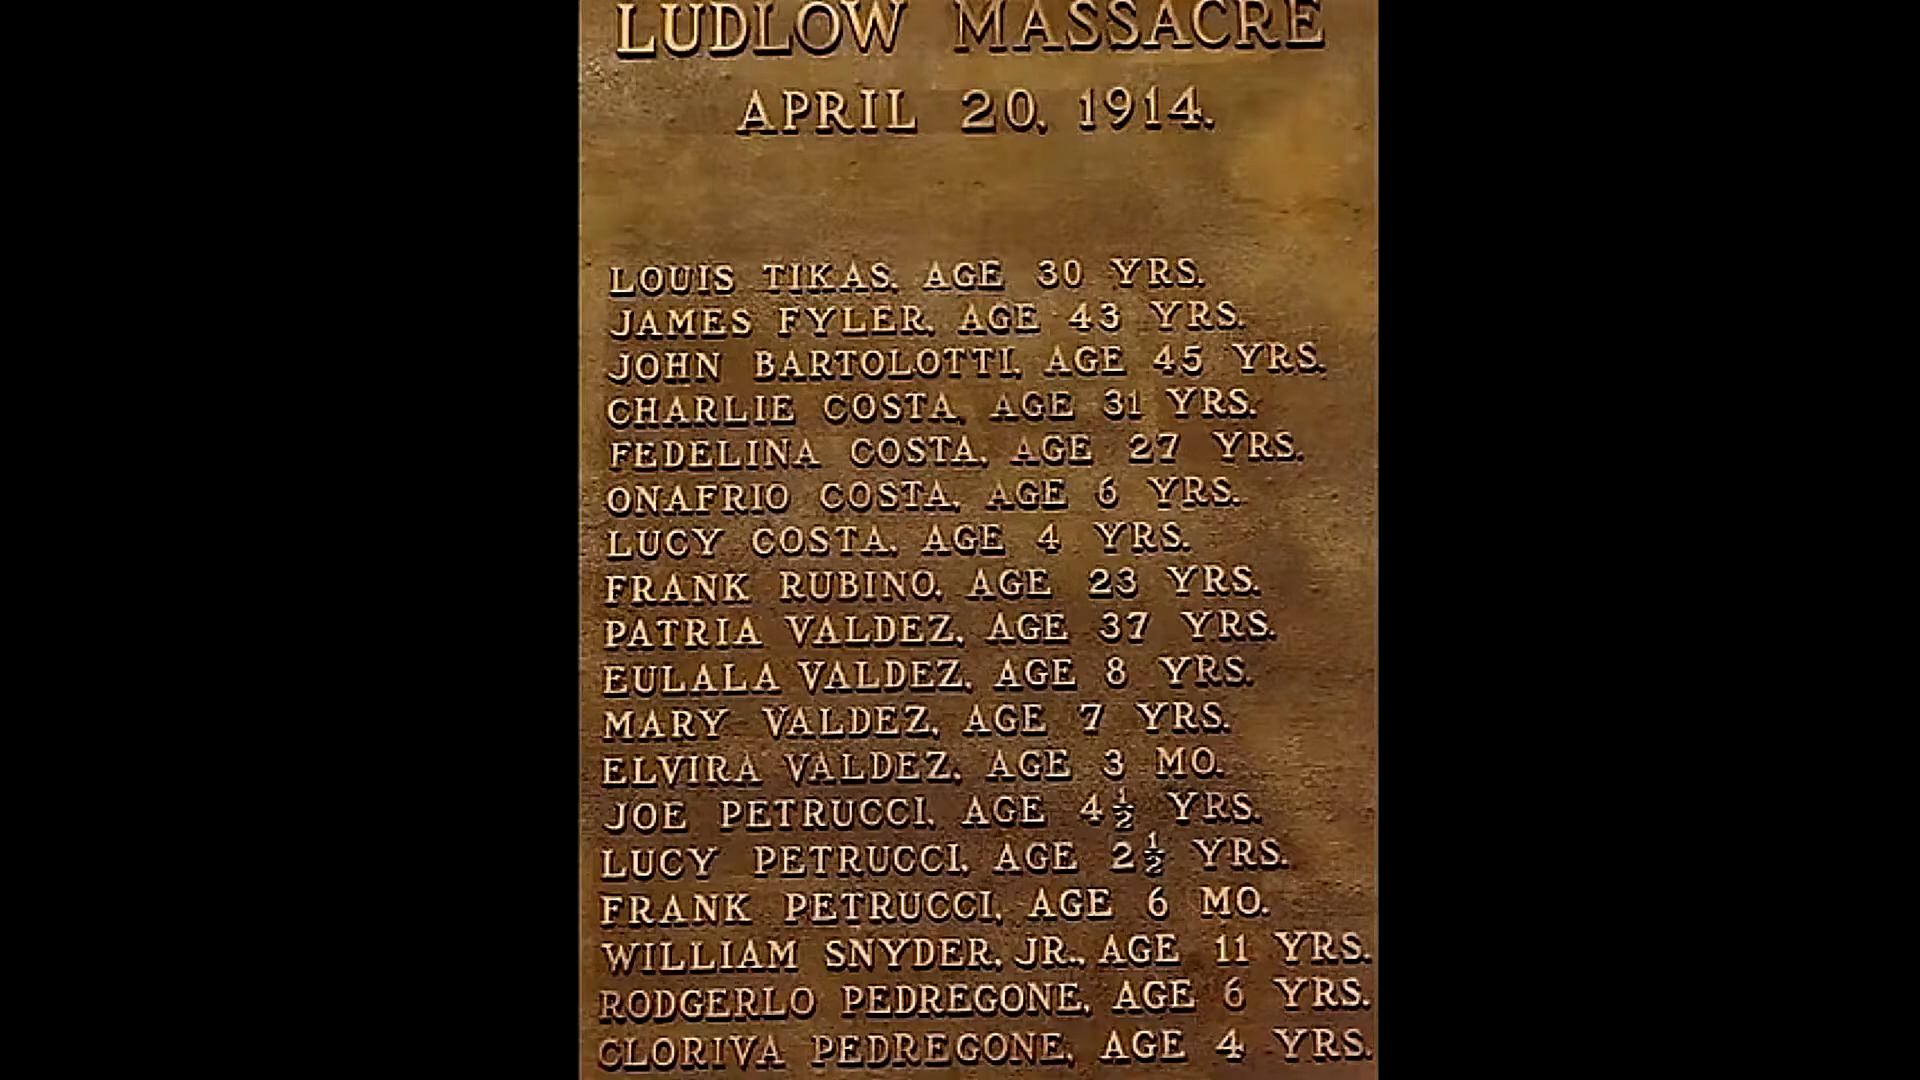 LUDLOW MASSACRE
APRIL 20, 1914.
LOUIS TIKAS, AGE 30 YRS.
JAMES FYLER, AGE 43 YRS.
JOHN BARTOLOTTI, AGE 45 YRS.
CHARLIE COSTA, AGE 31 YRS.
FEDELINA COSTA, AGE 27 YRS.
ONAFRIO COSTA, AGE 6 YRS.
LUCY COSTA, AGE 4 YRS.
FRANK RUBINO, AGE 23 YRS.
PATRIA VALDEZ, AGE 37 YRS.
EULALA VALDEZ, AGE 8 YRS.
MARY VALDEZ, AGE 7 YRS.
ELVIRA VALDEZ, AGE 3 MO.
JOE PETRUCCI, AGE 4½ YRS.
LUCY PETRUCCI, AGE 2½ YRS.
FRANK PETRUCCI, AGE 6 MO.
WILLIAM SNYDER, JR., AGE 11 YRS.
RODGERLO PEDREGONE, AGE 6 YRS.
CLORIVA PEDREGONE, AGE 4 YRS.